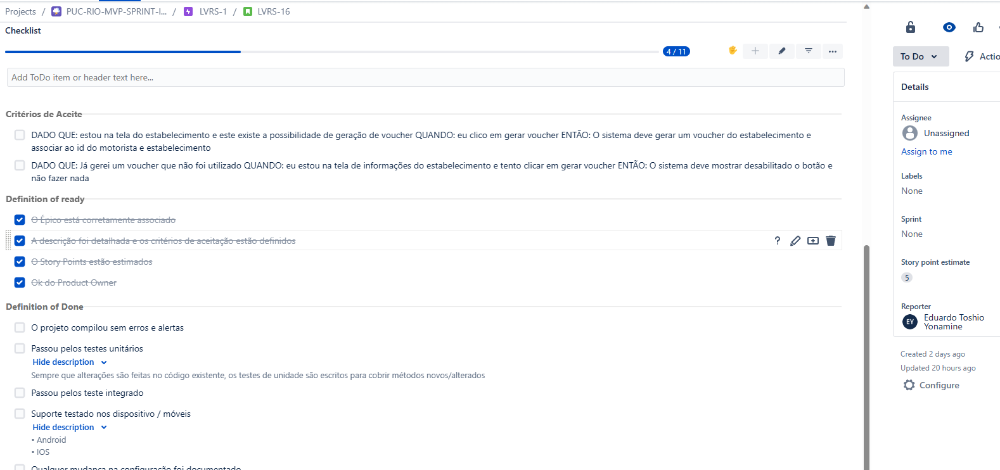 Projects / PUC-RIO-MVP-SPRINT-I... / LVRS-1 / LVRS-16
Checklist
4 / 11
Add ToDo item or header text here...
Critérios de Aceite
DADO QUE: estou na tela do estabelecimento e este existe a possibilidade de geração de voucher QUANDO: eu clico em gerar voucher ENTÃO: O sistema deve gerar um voucher do estabelecimento e
associar ao id do motorista e estabelecimento
DADO QUE: Já gerei um voucher que não foi utilizado QUANDO: eu estou na tela de informações do estabelecimento e tento clicar em gerar voucher ENTÃO: O sistema deve mostrar desabilitado o botão e
não fazer nada
Definition of ready
O Épico está corretamente associado
A descrição foi detalhada e os critérios de aceitação estão definidos
O Story Points estão estimados
Ok do Product Owner
Definition of Done
O projeto compilou sem erros e alertas
Passou pelos testes unitários
Hide description
Sempre que alterações são feitas no código existente, os testes de unidade são escritos para cobrir métodos novos/alterados
Passou pelos teste integrado
Suporte testado nos dispositivo / móveis
Hide description
• Android
• IOS
Qualquer mudança na configuração foi documentado
To Do
Actio
Details
Assignee
Unassigned
Assign to me
Labels
None
Sprint
None
Story point estimate
5
Reporter
EY
Eduardo Toshio
Yonamine
Created 2 days ago
Updated 20 hours ago
Configure